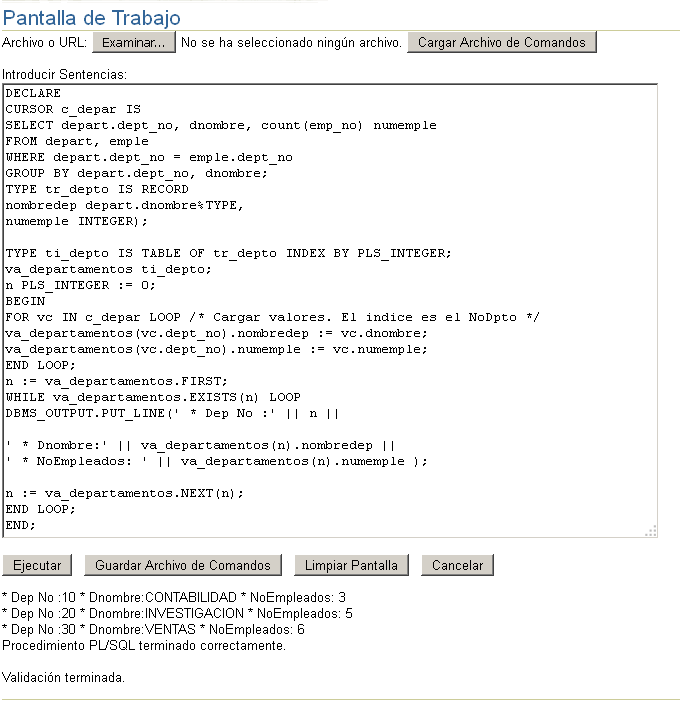 Pantalla de Trabajo
Archivo o URL: Examinar... No se ha seleccionado ningún archivo. Cargar Archivo de Comandos
Introducir Sentencias:
DECLARE
CURSOR c_depar IS
SELECT depart.dept_no, dnombre, count(emp_no) numemple
FROM depart, emple
WHERE depart.dept_no = emple.dept_no
GROUP BY depart.dept_no, dnombre;
TYPE tr_depto IS RECORD
nombredep depart.dnombre%TYPE,
numemple INTEGER);
TYPE ti_depto IS TABLE OF tr_depto INDEX BY PLS_INTEGER;
va_departamentos ti_depto;
n PLS_INTEGER := 0;
BEGIN
FOR vc IN c_depar LOOP /* Cargar valores. El indice es el NoDpto */
va_departamentos(vc.dept_no).nombredep := vc.dnombre;
va_departamentos(vc.dept_no).numemple := vc.numemple;
END LOOP;
n := va_departamentos.FIRST;
WHILE va_departamentos.EXISTS(n) LOOP
DBMS_OUTPUT.PUT_LINE(' * Dep No :' || n ||
' * Dnombre:' || va_departamentos(n).nombredep ||
' * NoEmpleados: ' || va_departamentos(n).numemple );
n := va_departamentos.NEXT(n);
END LOOP;
END;
Ejecutar Guardar Archivo de Comandos Limpiar Pantalla Cancelar
* Dep No :10 * Dnombre:CONTABILIDAD * NoEmpleados: 3
* Dep No :20 * Dnombre:INVESTIGACION * NoEmpleados: 5
* Dep No :30 * Dnombre:VENTAS * NoEmpleados: 6
Procedimiento PL/SQL terminado correctamente.
Validación terminada.